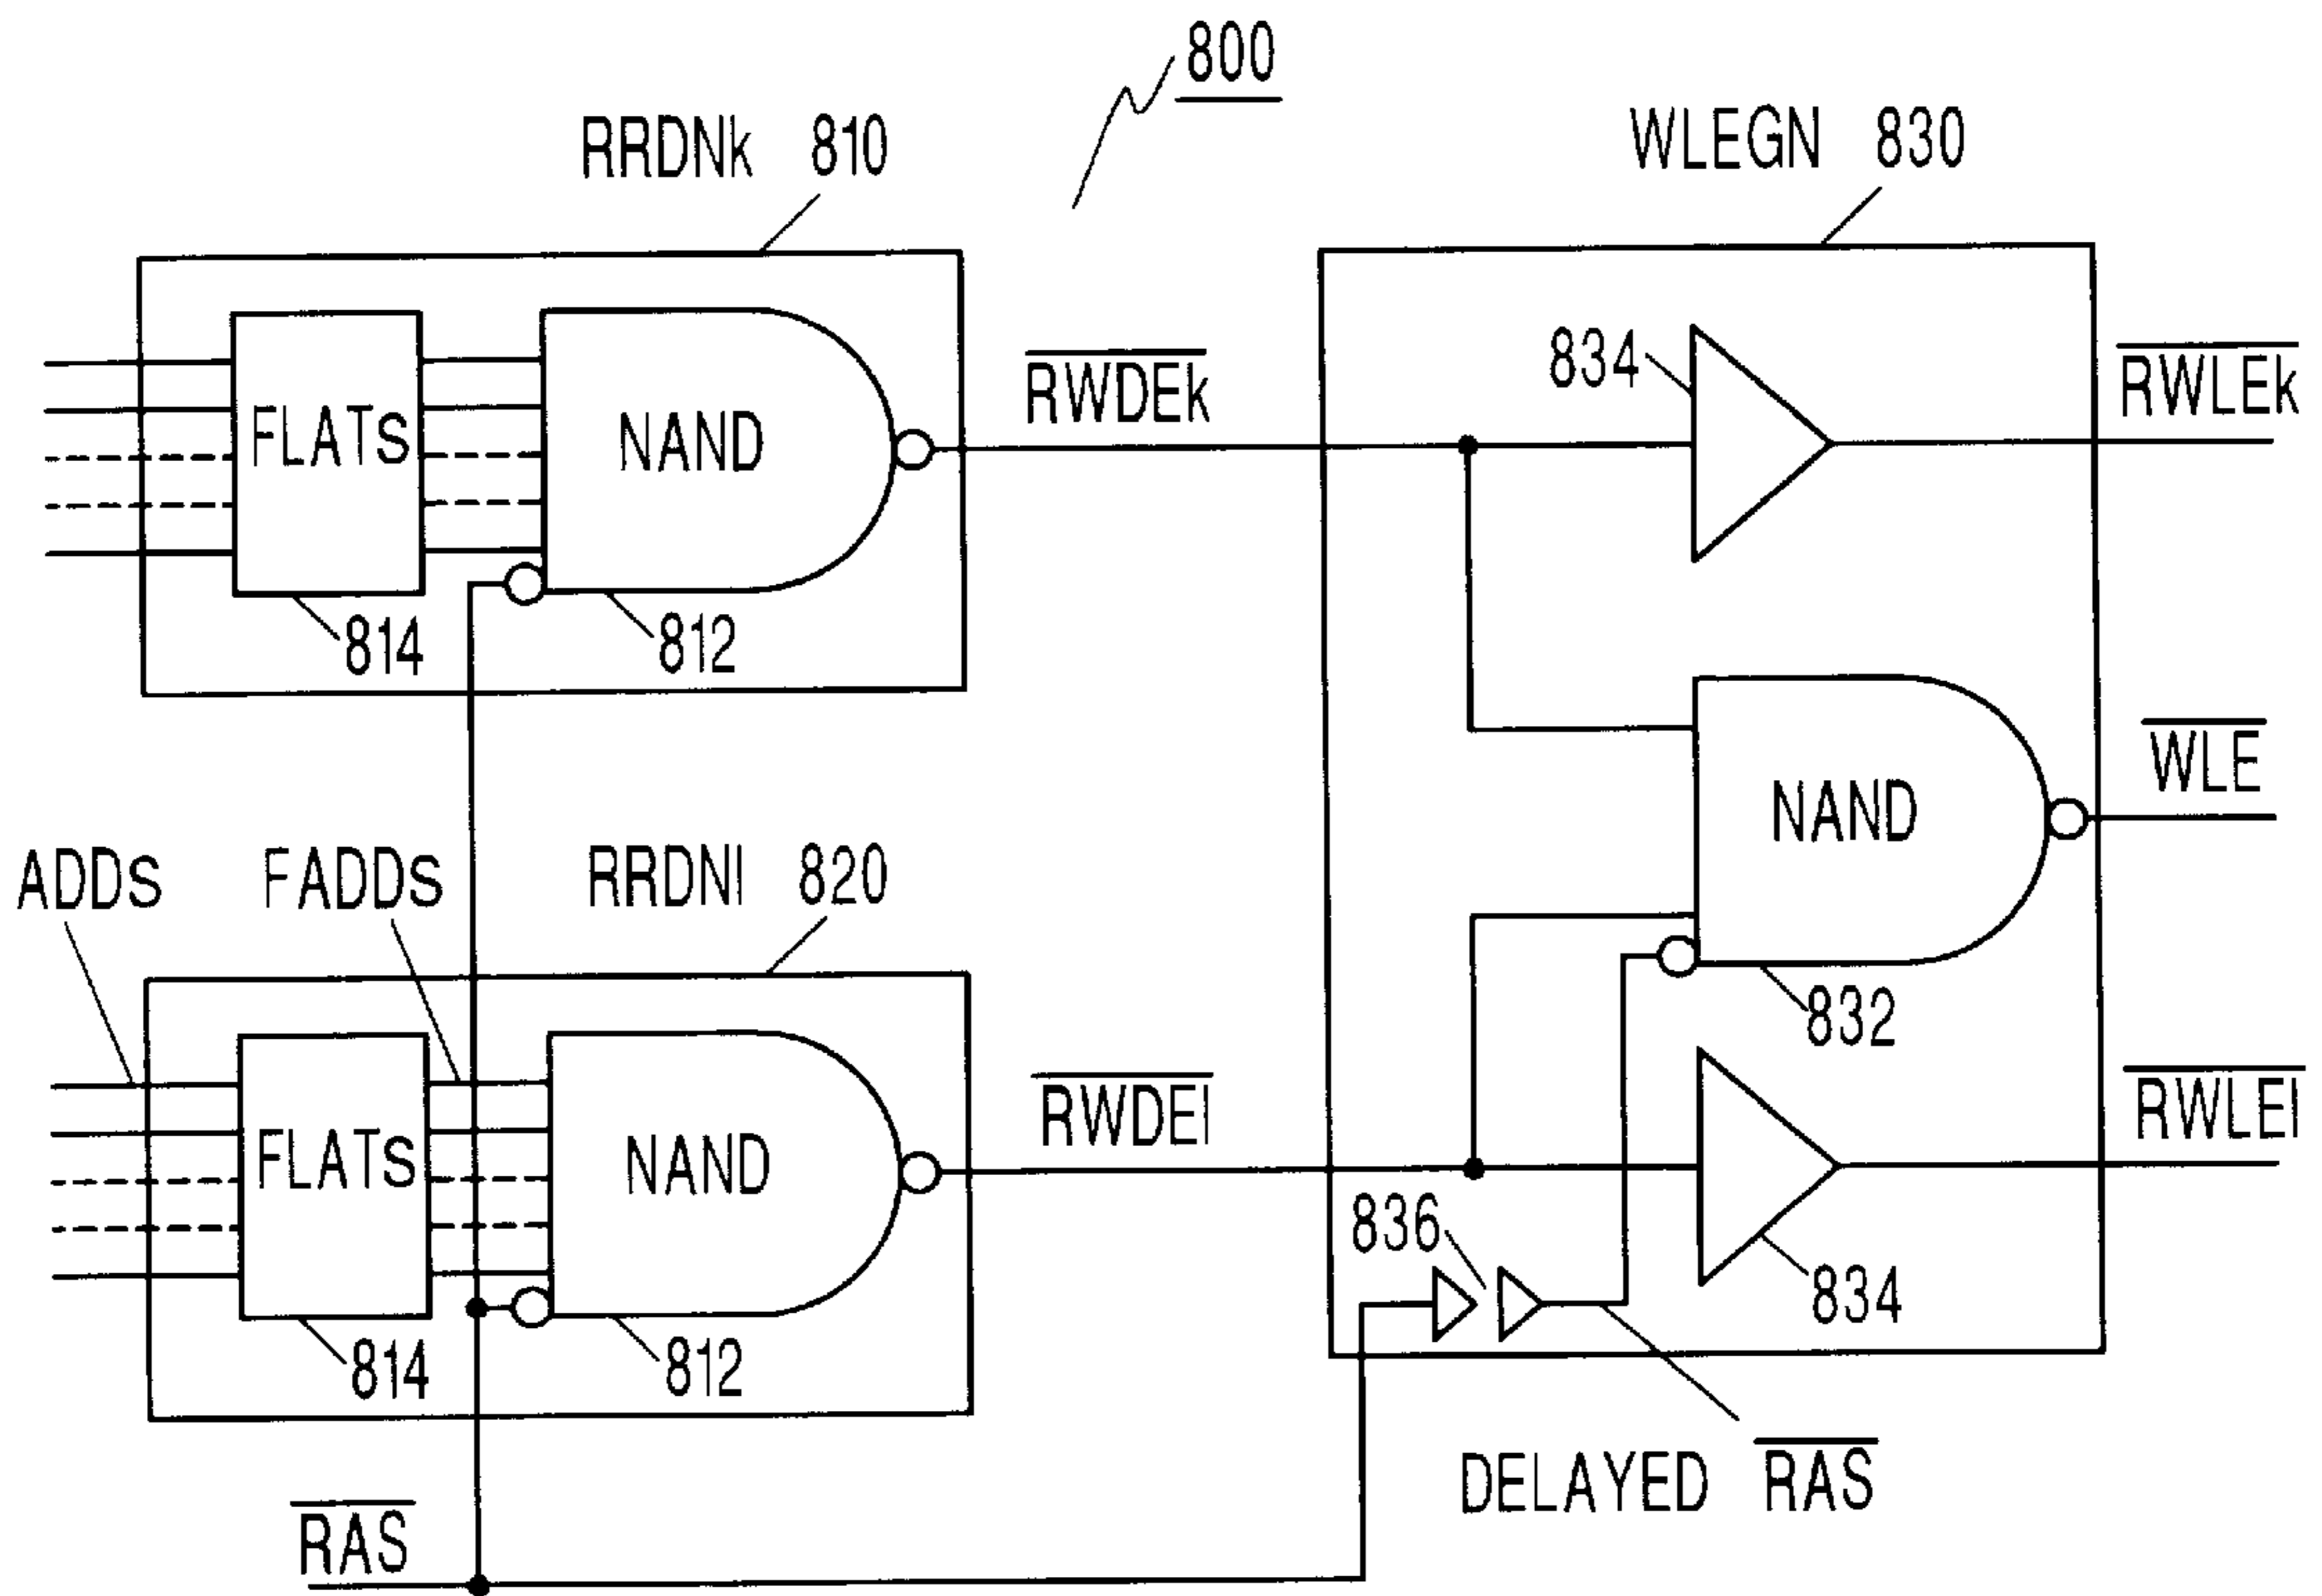 800
RRDNk 810
WLEGN 830
FLATS
NAND
RWDEk
834
RWLEk
814
812
NAND
WLE
ADDS
FADDS
RRDNl 820
832
FLATS
NAND
RWDEl
RWLEl
836
834
814
812
DELAYED RAS
RAS